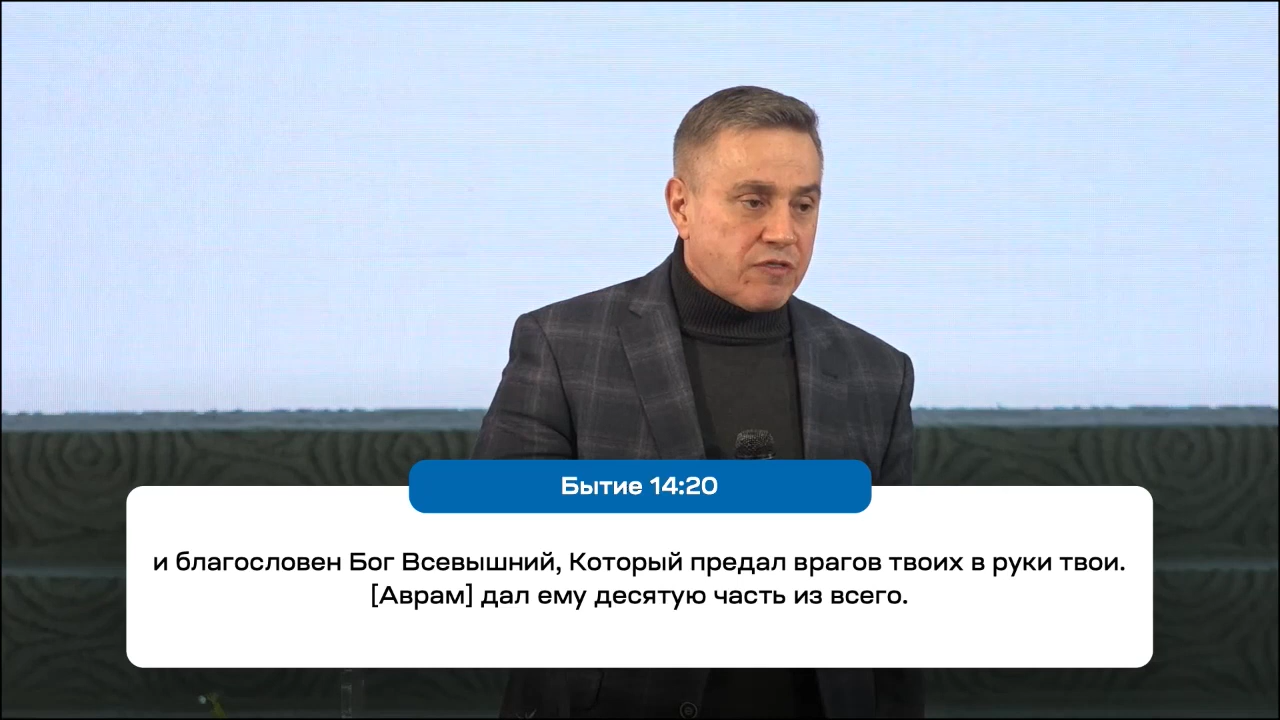 Бытие 14:20
и благословен Бог Всевышний, Который предал врагов твоих в руки твои.
[Аврам] дал ему десятую часть из всего.